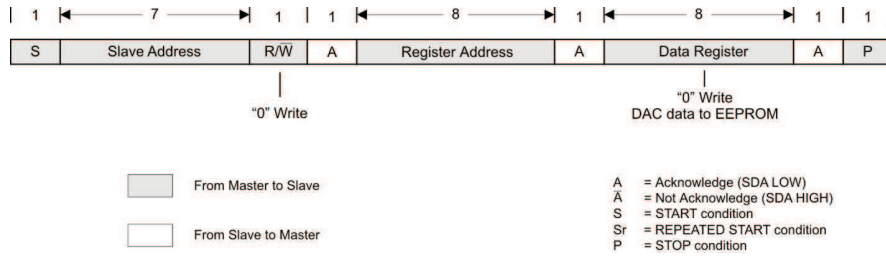 1 7 1 1 8 1 8 1 1
S Slave Address R/W̅ A Register Address A Data Register A P
“0” Write “0” Write
DAC data to EEPROM
From Master to Slave
From Slave to Master
A = Acknowledge (SDA LOW)
A̅ = Not Acknowledge (SDA HIGH)
S = START condition
Sr = REPEATED START condition
P = STOP condition